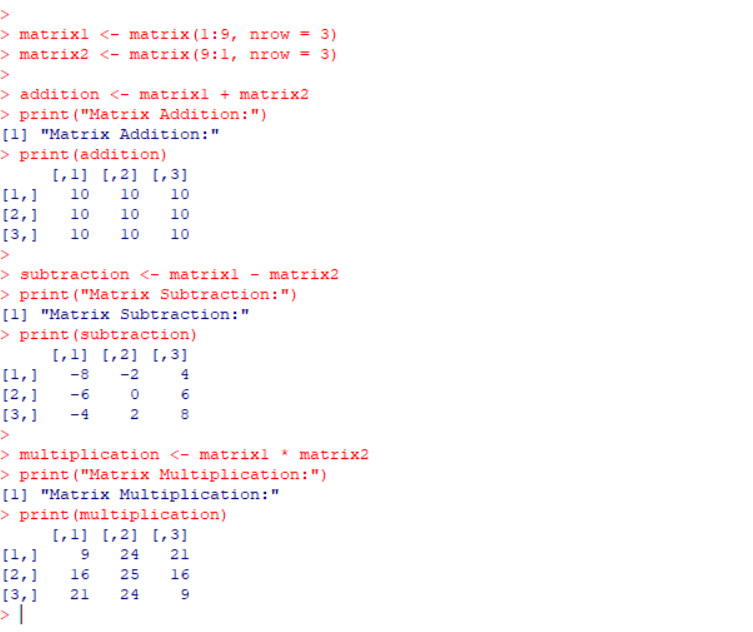 >
> matrix1 <- matrix(1:9, nrow = 3)
> matrix2 <- matrix(9:1, nrow = 3)
>
> addition <- matrix1 + matrix2
> print("Matrix Addition:")
[1] "Matrix Addition:"
> print(addition)
     [,1] [,2] [,3]
[1,]   10   10   10
[2,]   10   10   10
[3,]   10   10   10
>
> subtraction <- matrix1 - matrix2
> print("Matrix Subtraction:")
[1] "Matrix Subtraction:"
> print(subtraction)
     [,1] [,2] [,3]
[1,]   -8   -2    4
[2,]   -6    0    6
[3,]   -4    2    8
>
> multiplication <- matrix1 * matrix2
> print("Matrix Multiplication:")
[1] "Matrix Multiplication:"
> print(multiplication)
     [,1] [,2] [,3]
[1,]    9   24   21
[2,]   16   25   16
[3,]   21   24    9
>